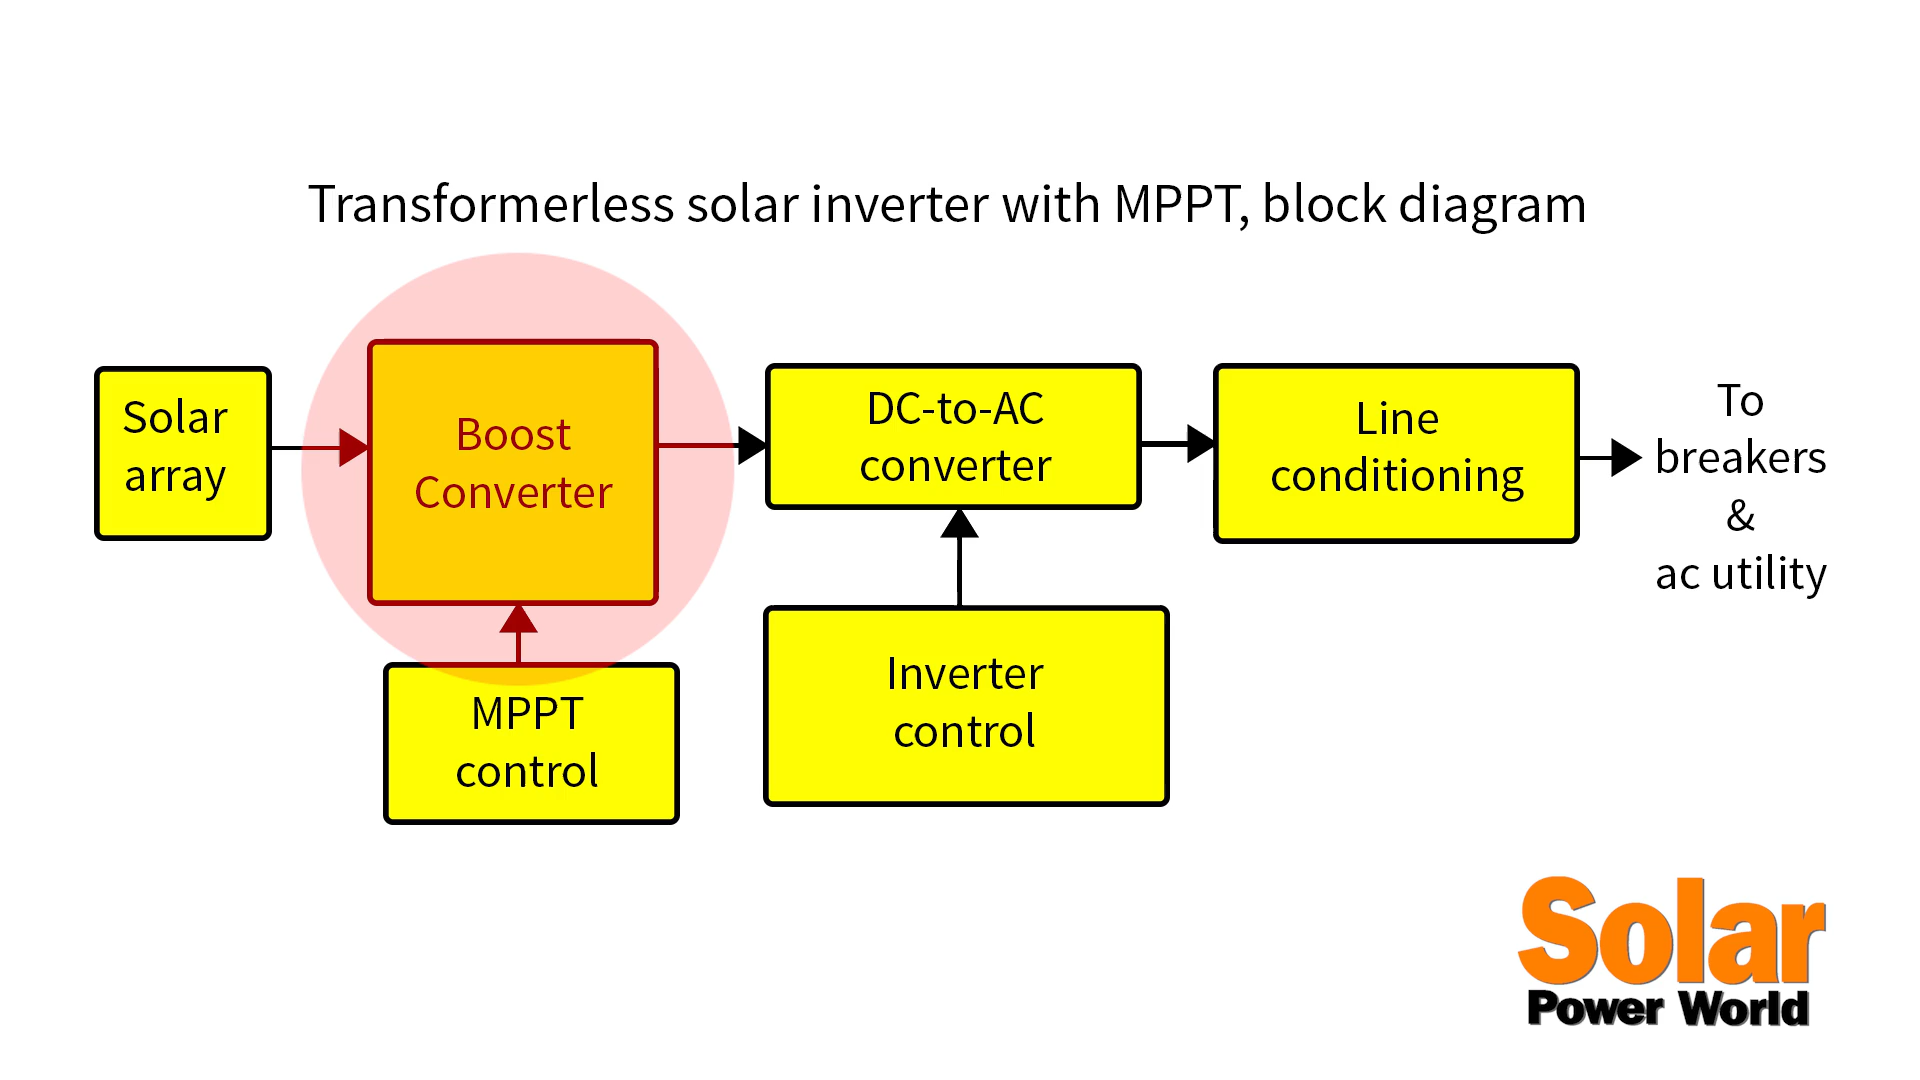 Transformerless solar inverter with MPPT, block diagram
Solar
array
Boost
Converter
DC-to-AC
converter
Line
conditioning
To
breakers
&
ac utility
MPPT
control
Inverter
control
Solar
Power World